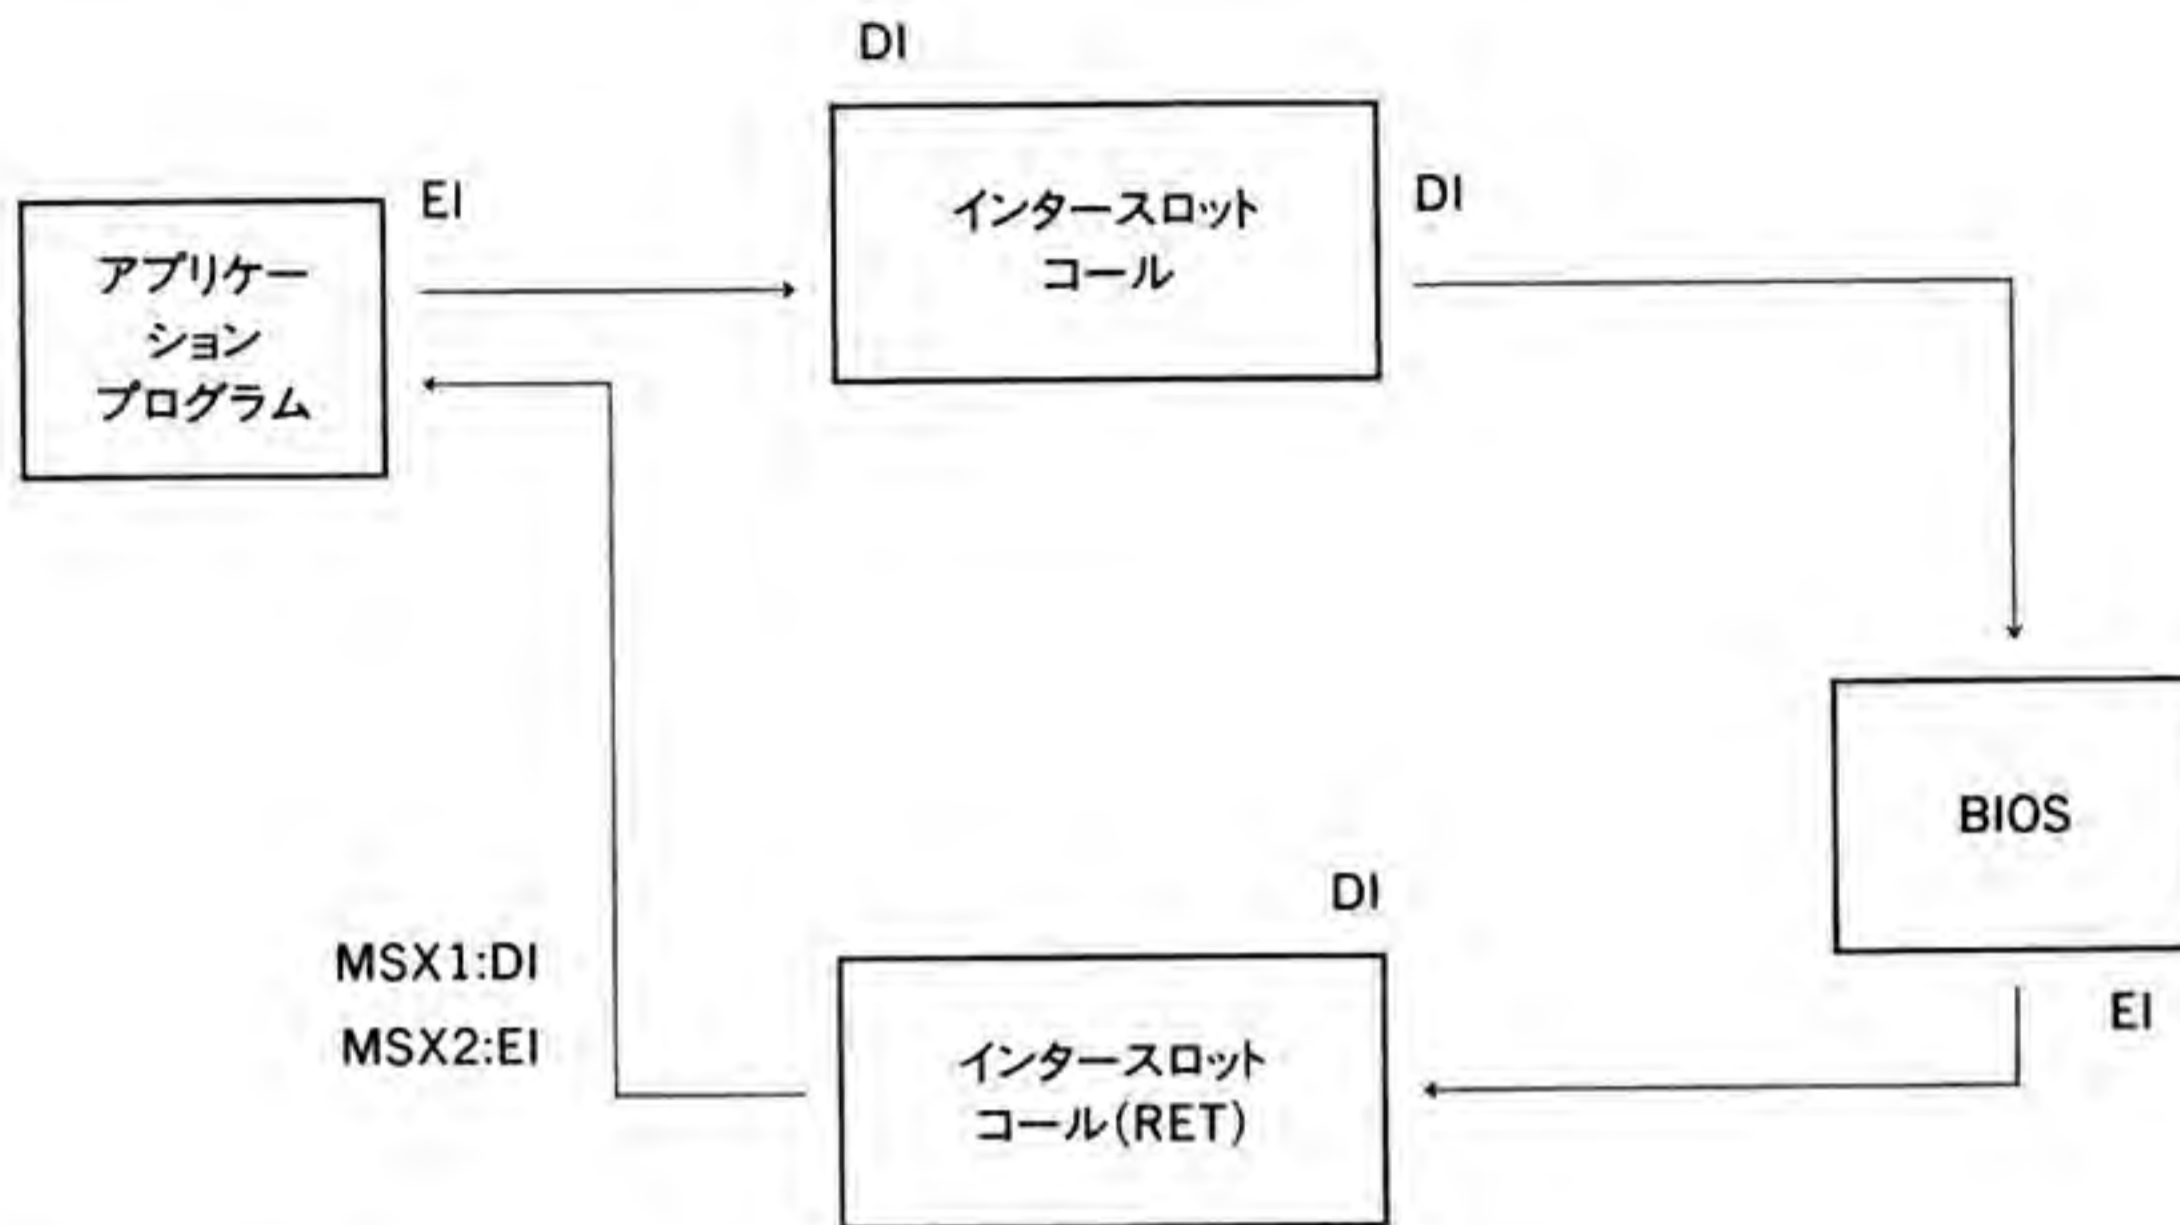 DI
EI
アプリケー
ション
プログラム
インタースロット
コール
DI
BIOS
EI
DI
インタースロット
コール(RET)
MSX1:DI
MSX2:EI